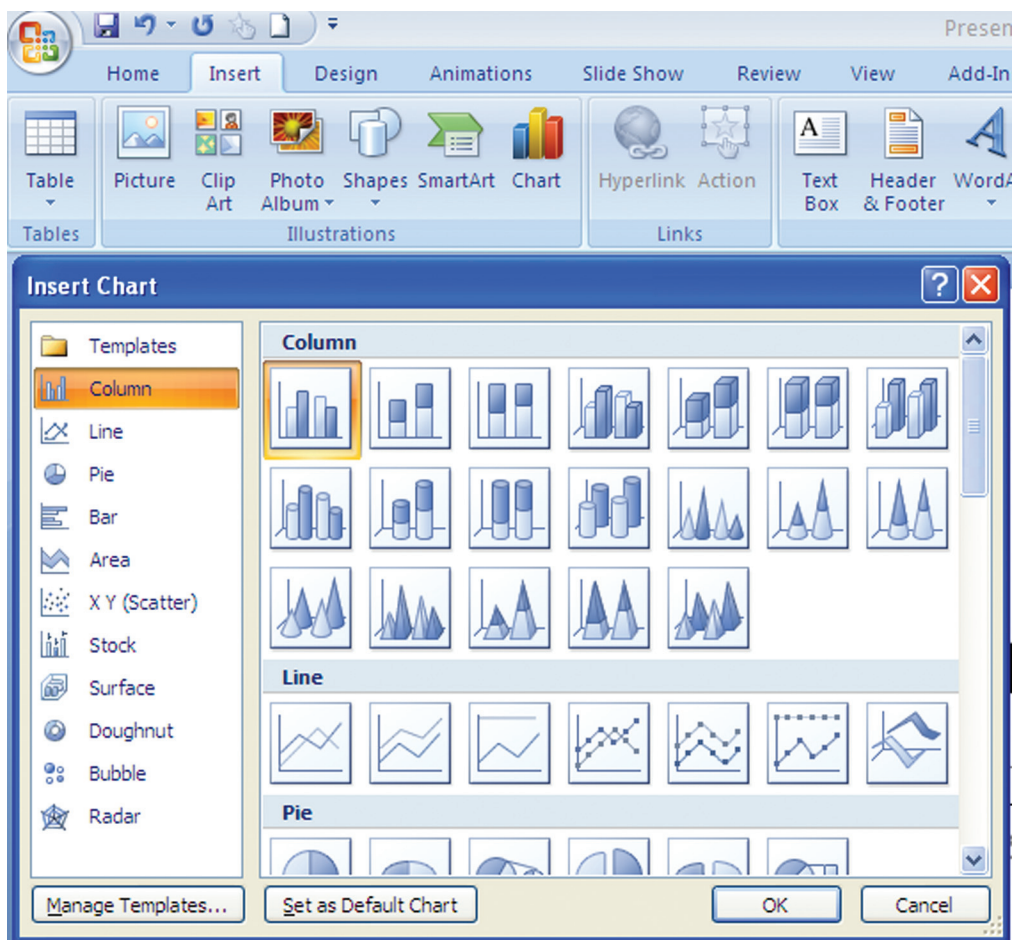 Presen
Home Insert Design Animations Slide Show Review View Add-In
A
Table Picture Clip Art Photo Album Shapes SmartArt Chart Hyperlink Action Text Box Header & Footer WordA
Tables Illustrations Links
Insert Chart
?
Templates
Column
Line
Pie
Bar
Area
X Y (Scatter)
Stock
Surface
Doughnut
Bubble
Radar
Column
Line
Pie
Manage Templates...
Set as Default Chart
OK
Cancel